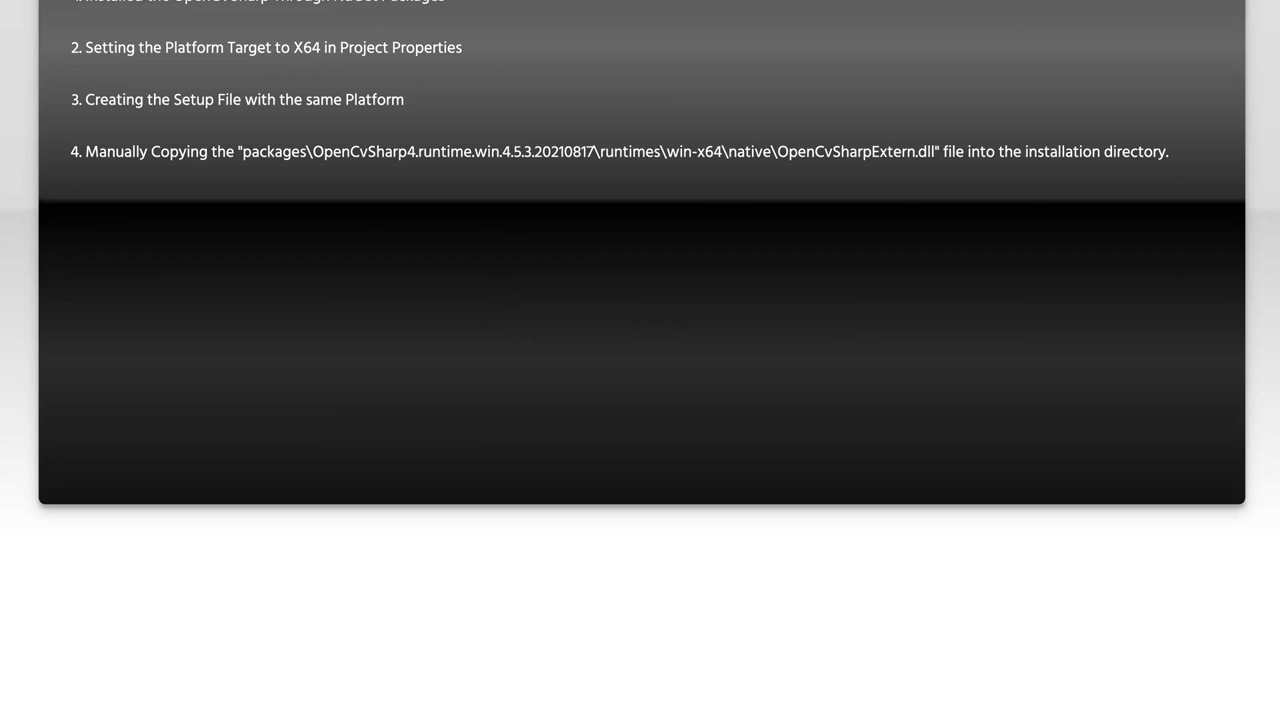 2. Setting the Platform Target to X64 in Project Properties
3. Creating the Setup File with the same Platform
4. Manually Copying the "packages\OpenCvSharp4.runtime.win.4.5.3.20210817\runtimes\win-x64\native\OpenCvSharpExtern.dll" file into the installation directory.